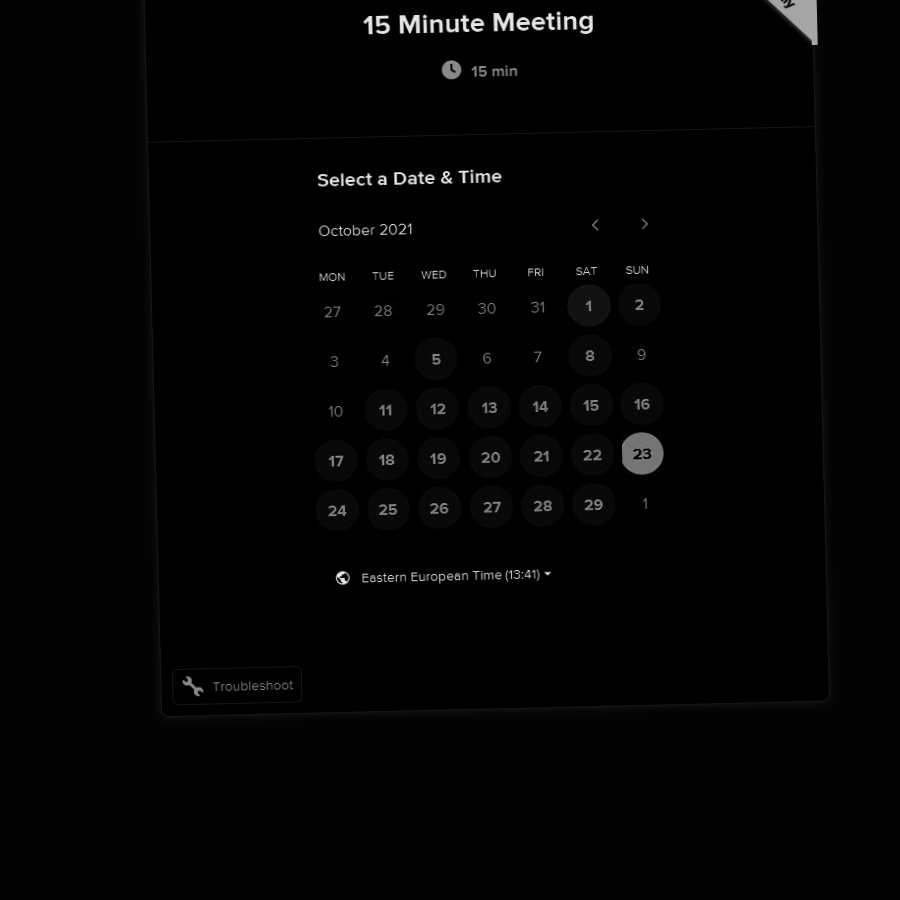 15 Minute Meeting
15 min
Select a Date & Time
October 2021
MON TUE WED THU FRI SAT SUN
27 28 29 30 31 1 2
3 4 5 6 7 8 9
10 11 12 13 14 15 16
17 18 19 20 21 22 23
24 25 26 27 28 29 1
Eastern European Time (13:41)
Troubleshoot